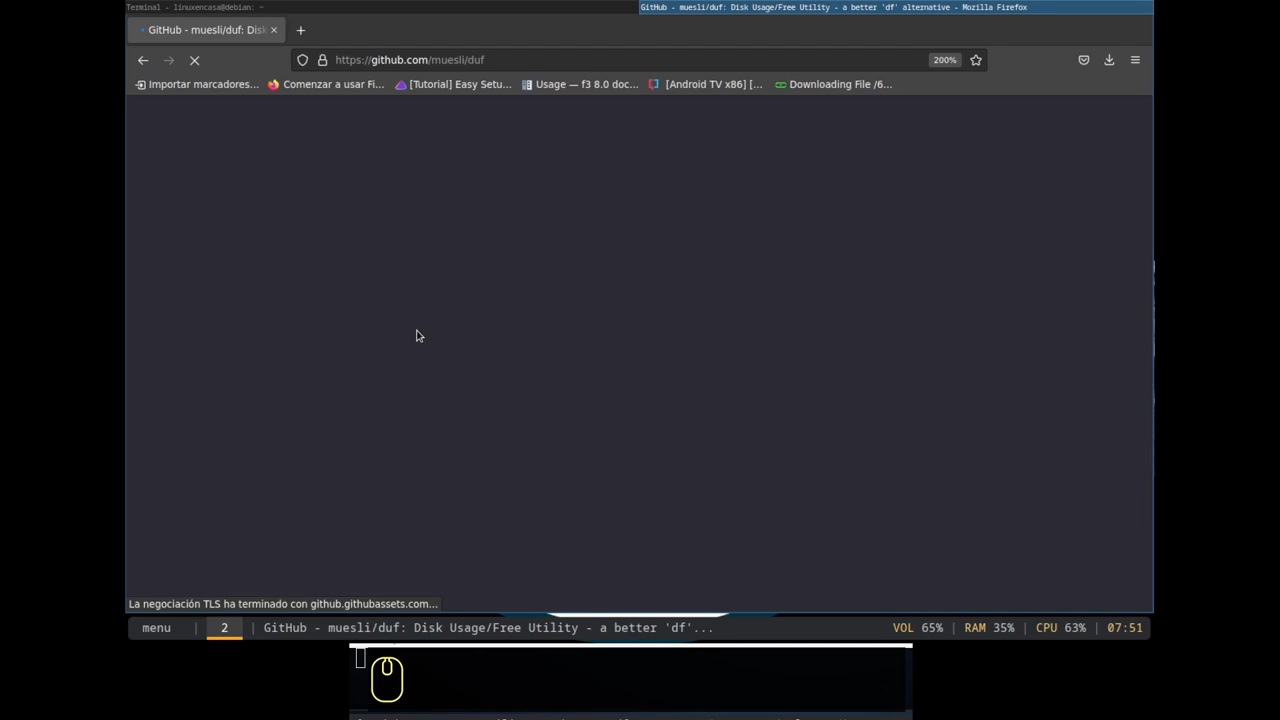 Terminal - linuxencasa@debian: ~
GitHub - muesli/duf: Disk Usage/Free Utility - a better 'df' alternative - Mozilla Firefox
GitHub - muesli/duf: Disk
https://github.com/muesli/duf
200%
Importar marcadores... Comenzar a usar Fi... [Tutorial] Easy Setu... Usage — f3 8.0 doc... [Android TV x86] [... Downloading File /6...
La negociación TLS ha terminado con github.githubassets.com...
menu | 2 | GitHub - muesli/duf: Disk Usage/Free Utility - a better 'df'... VOL 65% | RAM 35% | CPU 63% | 07:51